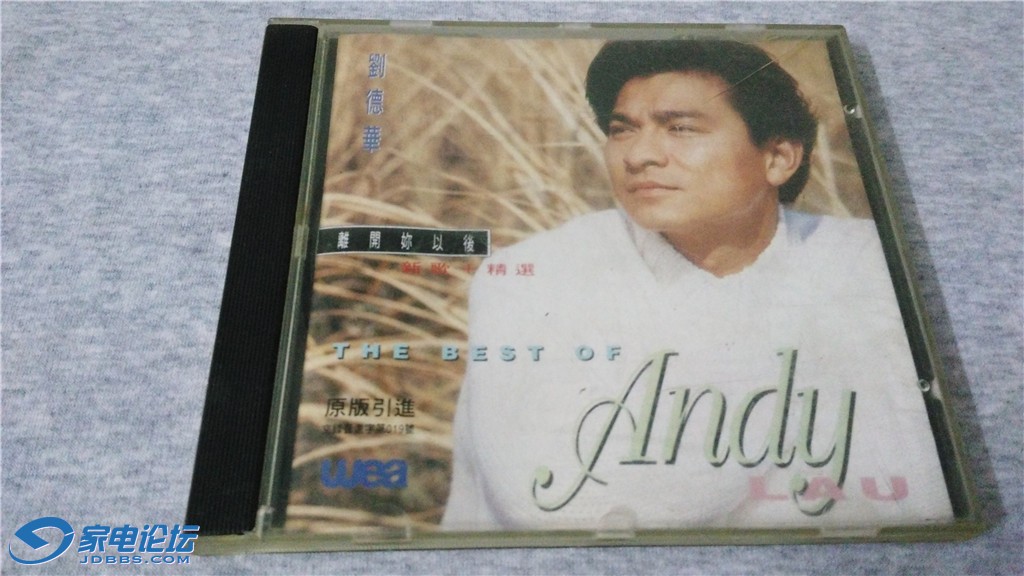 劉德華
離開妳以後
新歌+精選
THE BEST OF
Andy
LAU
原版引進
wea
家电论坛
JDBBS.COM